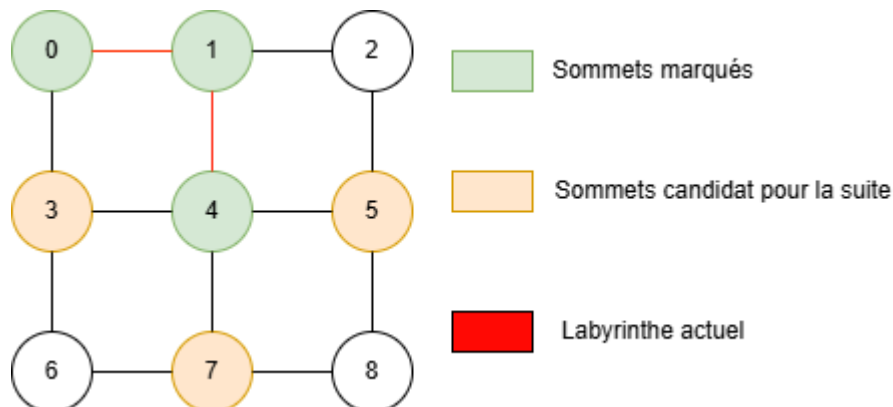 0 1 2
Sommets marqués
3 4 5
Sommets candidat pour la suite
6 7 8
Labyrinthe actuel